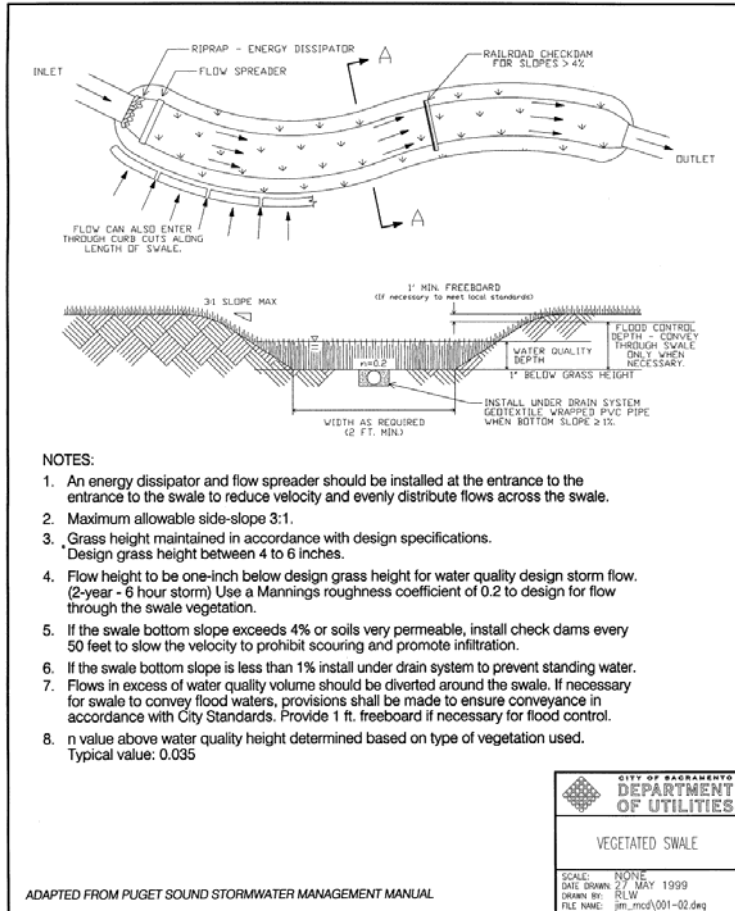 RIPRAP - ENERGY DISSIPATOR
A
RAILROAD CHECKDAM
FOR SLOPES > 4%
INLET
FLOW SPREADER
OUTLET
A
FLOW CAN ALSO ENTER
THROUGH CURB CUTS ALONG
LENGTH OF SWALE.
1' MIN. FREEBOARD
(If necessary to meet local standards)
3:1 SLOPE MAX
FLOOD CONTROL
DEPTH - CONVEY
THROUGH SWALE
ONLY WHEN
NECESSARY.
WATER QUALITY
DEPTH
n=0.2
1" BELOW GRASS HEIGHT
INSTALL UNDER DRAIN SYSTEM
GEOTEXTILE WRAPPED PVC PIPE
WHEN BOTTOM SLOPE ≥ 1%.
WIDTH AS REQUIRED
(2 FT. MIN.)
NOTES:
1. An energy dissipator and flow spreader should be installed at the entrance to the
entrance to the swale to reduce velocity and evenly distribute flows across the swale.
2. Maximum allowable side-slope 3:1.
3. Grass height maintained in accordance with design specifications.
Design grass height between 4 to 6 inches.
4. Flow height to be one-inch below design grass height for water quality design storm flow.
(2-year - 6 hour storm) Use a Mannings roughness coefficient of 0.2 to design for flow
through the swale vegetation.
5. If the swale bottom slope exceeds 4% or soils very permeable, install check dams every
50 feet to slow the velocity to prohibit scouring and promote infiltration.
6. If the swale bottom slope is less than 1% install under drain system to prevent standing water.
7. Flows in excess of water quality volume should be diverted around the swale. If necessary
for swale to convey flood waters, provisions shall be made to ensure conveyance in
accordance with City Standards. Provide 1 ft. freeboard if necessary for flood control.
8. n value above water quality height determined based on type of vegetation used.
Typical value: 0.035
CITY OF SACRAMENTO
DEPARTMENT
OF UTILITIES
VEGETATED SWALE
SCALE: NONE
DATE DRAWN: 27 MAY 1999
DRAWN BY: RLW
FILE NAME: jim_mcd\001-02.dwg
ADAPTED FROM PUGET SOUND STORMWATER MANAGEMENT MANUAL